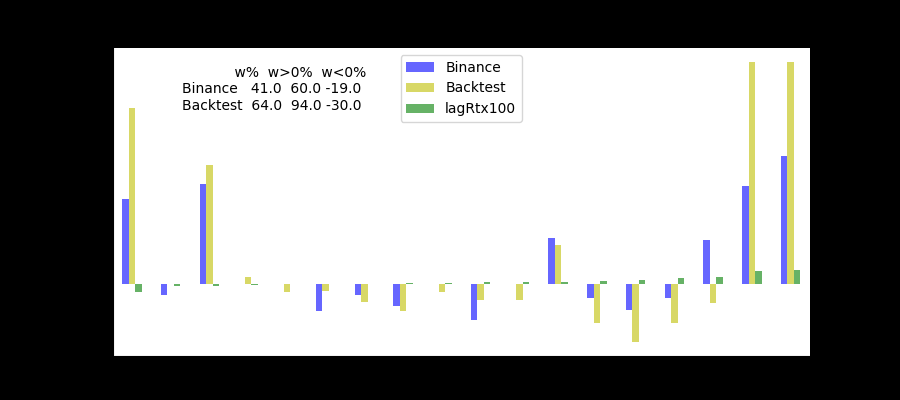 w% w>0% w<0%
Binance 41.0 60.0 -19.0
Backtest 64.0 94.0 -30.0
Binance
Backtest
lagRtx100